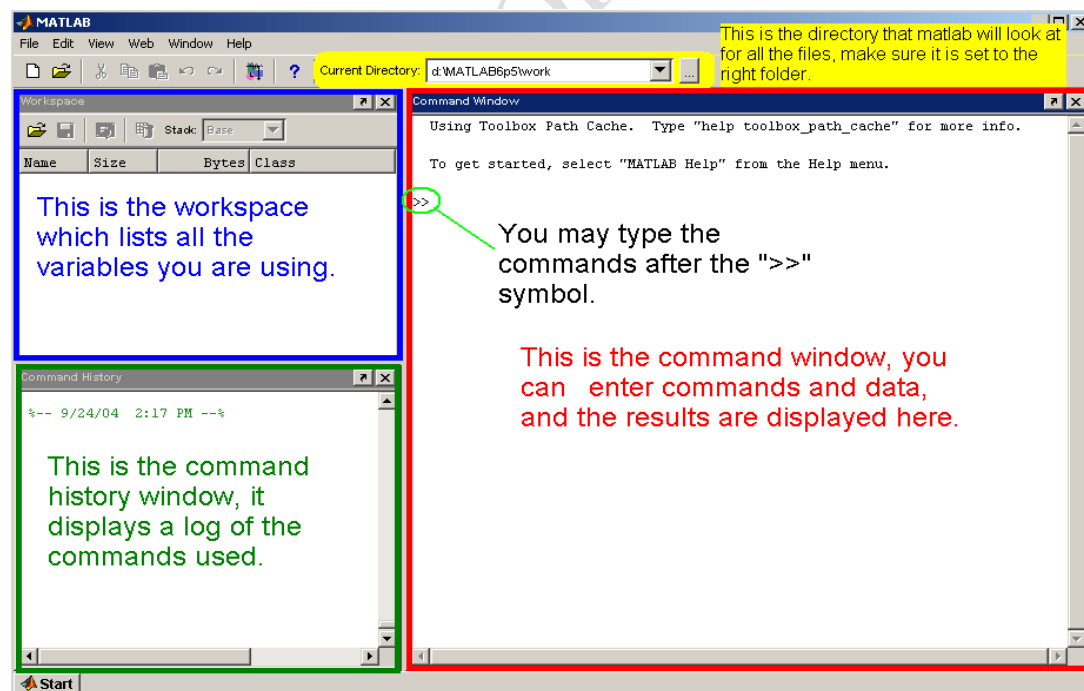 MATLAB
File Edit View Web Window Help
This is the directory that matlab will look at
for all the files, make sure it is set to the
right folder.
? Current Directory: d:\MATLAB6p5\work ...
Workspace
Stack: Base
Name Size Bytes Class
This is the workspace
which lists all the
variables you are using.
Command History
%-- 9/24/04 2:17 PM --%
This is the command
history window, it
displays a log of the
commands used.
Command Window
Using Toolbox Path Cache. Type "help toolbox_path_cache" for more info.
To get started, select "MATLAB Help" from the Help menu.
>>
You may type the
commands after the ">>"
symbol.
This is the command window, you
can enter commands and data,
and the results are displayed here.
Start